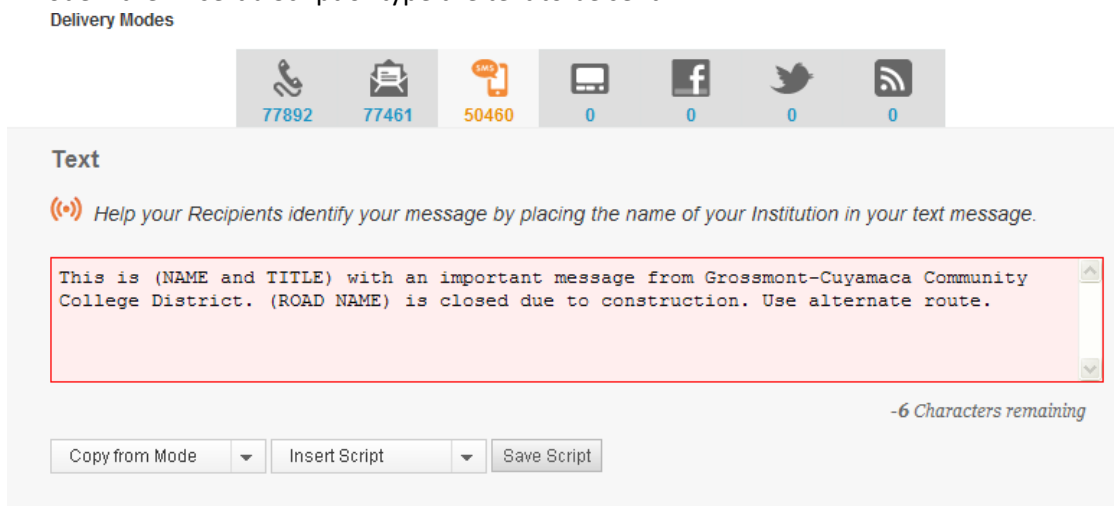 Delivery Modes
SMS
77892 77461 50460 0 0 0 0
Text
Help your Recipients identify your message by placing the name of your Institution in your text message.
This is (NAME and TITLE) with an important message from Grossmont-Cuyamaca Community
College District. (ROAD NAME) is closed due to construction. Use alternate route.
-6 Characters remaining
Copy from Mode Insert Script Save Script